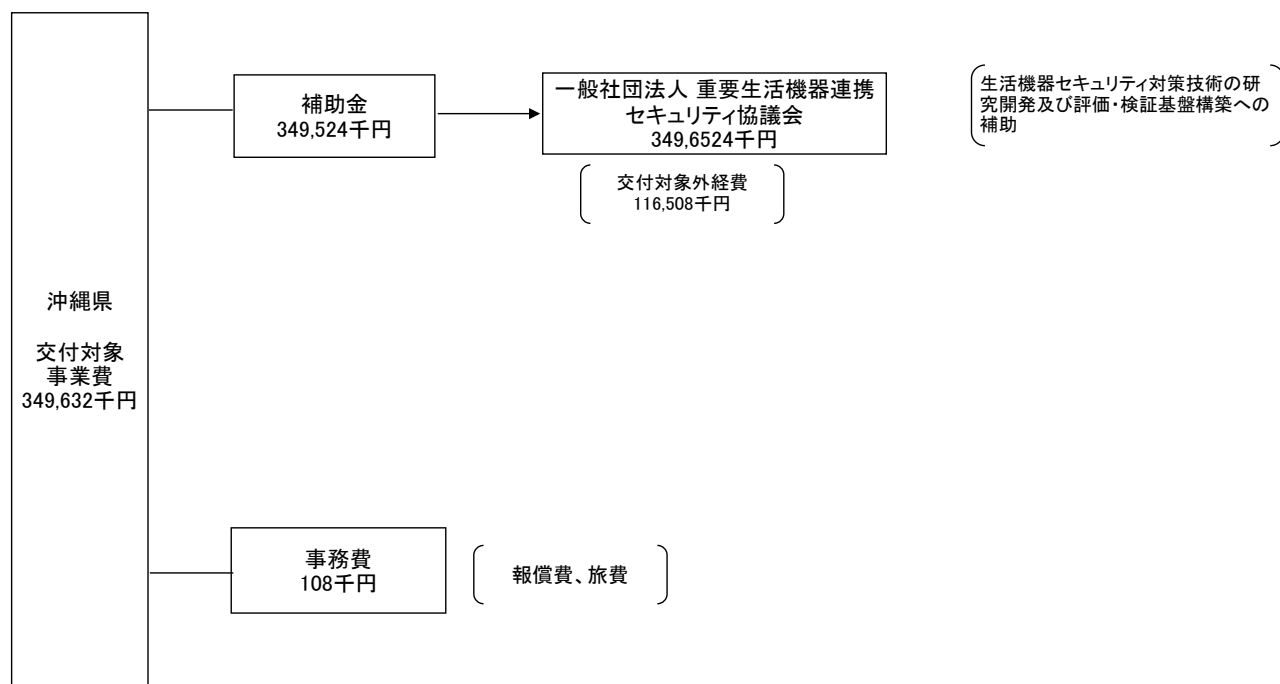 沖縄県
交付対象
事業費
349,632千円
補助金
349,524千円
一般社団法人 重要生活機器連携
セキュリティ協議会
349,6524千円
生活機器セキュリティ対策技術の研
究開発及び評価・検証基盤構築への
補助
交付対象外経費
116,508千円
事務費
108千円
報償費、旅費